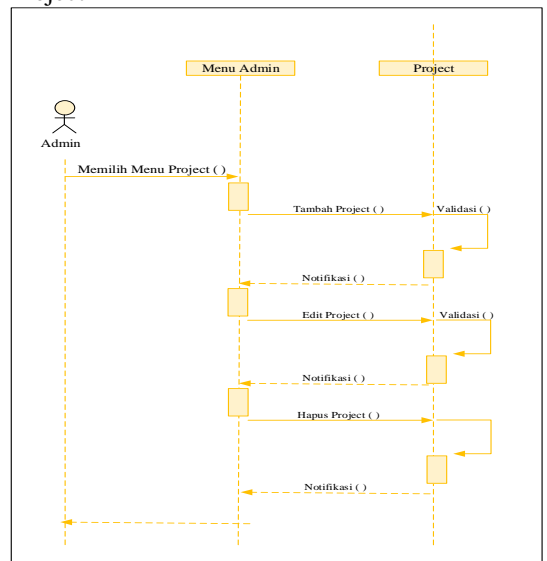 Menu Admin
Project
Admin
Memilih Menu Project ( )
Tambah Project ( )
Validasi ( )
Notifikasi ( )
Edit Project ( )
Validasi ( )
Notifikasi ( )
Hapus Project ( )
Notifikasi ( )